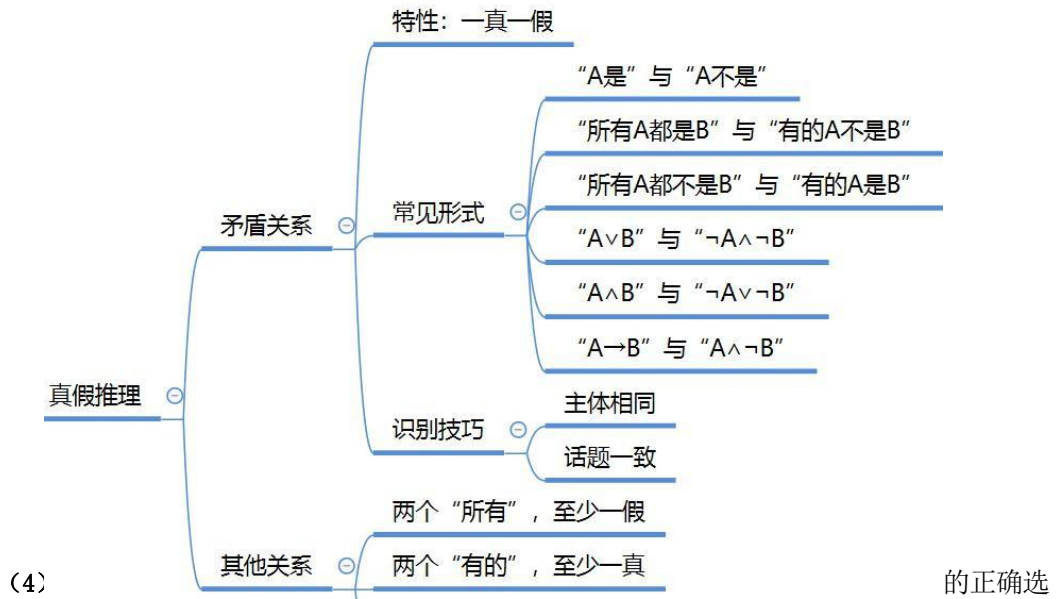 特性：一真一假
“A是”与“A不是”
“所有A都是B”与“有的A不是B”
“所有A都不是B”与“有的A是B”
矛盾关系
常见形式
“A∨B”与“¬A∧¬B”
“A∧B”与“¬A∨¬B”
“A→B”与“A∧¬B”
真假推理
主体相同
识别技巧
话题一致
两个“所有”，至少一假
其他关系
两个“有的”，至少一真
（4）
的正确选